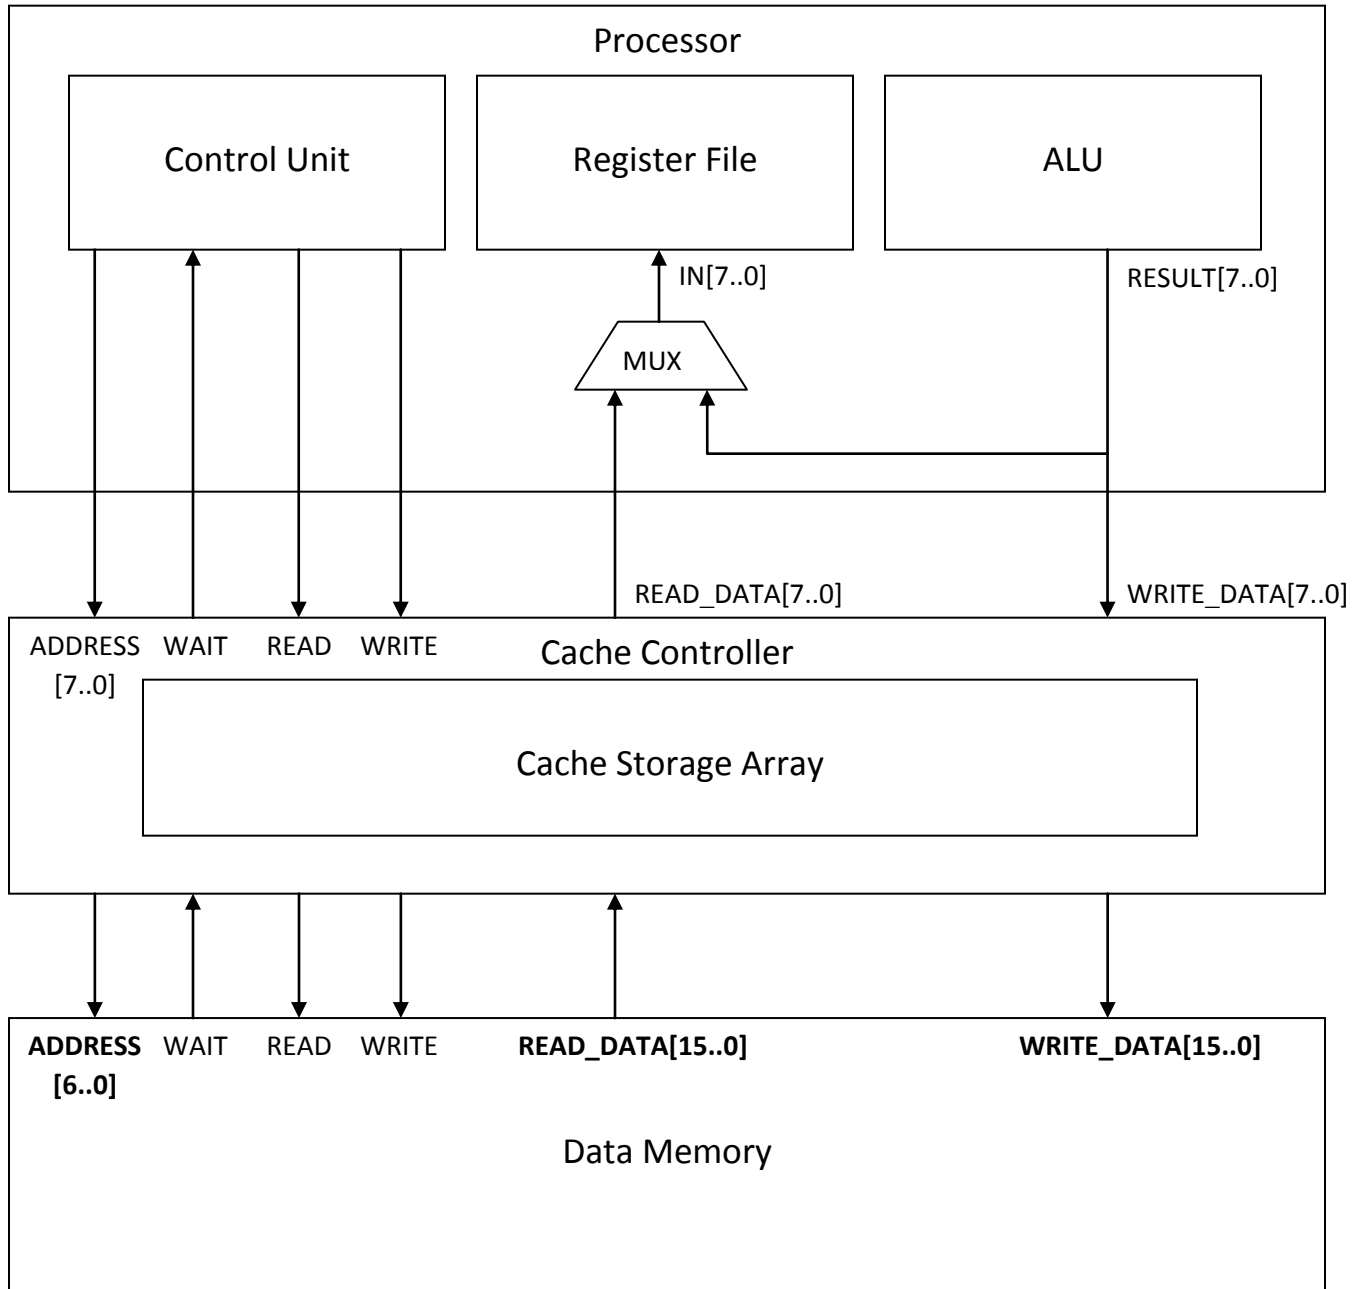 Processor
Control Unit
Register File
ALU
IN[7..0]
RESULT[7..0]
MUX
READ_DATA[7..0]
WRITE_DATA[7..0]
ADDRESS
[7..0]
WAIT
READ
WRITE
Cache Controller
Cache Storage Array
ADDRESS
[6..0]
WAIT
READ
WRITE
READ_DATA[15..0]
WRITE_DATA[15..0]
Data Memory